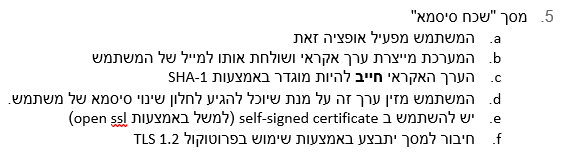 5. מסך "שכח סיסמא"
a. המשתמש מפעיל אופציה זאת
b. המערכת מייצרת ערך אקראי ושולחת אותו למייל של המשתמש
c. הערך האקראי חייב להיות מוגדר באמצעות SHA-1
d. המשתמש מזין ערך זה על מנת שיוכל להגיע לחלון שינוי סיסמא של משתמש.
e. יש להשתמש ב self-signed certificate (למשל באמצעות open ssl)
f. חיבור למסך יתבצע באמצעות שימוש בפרוטוקול TLS 1.2